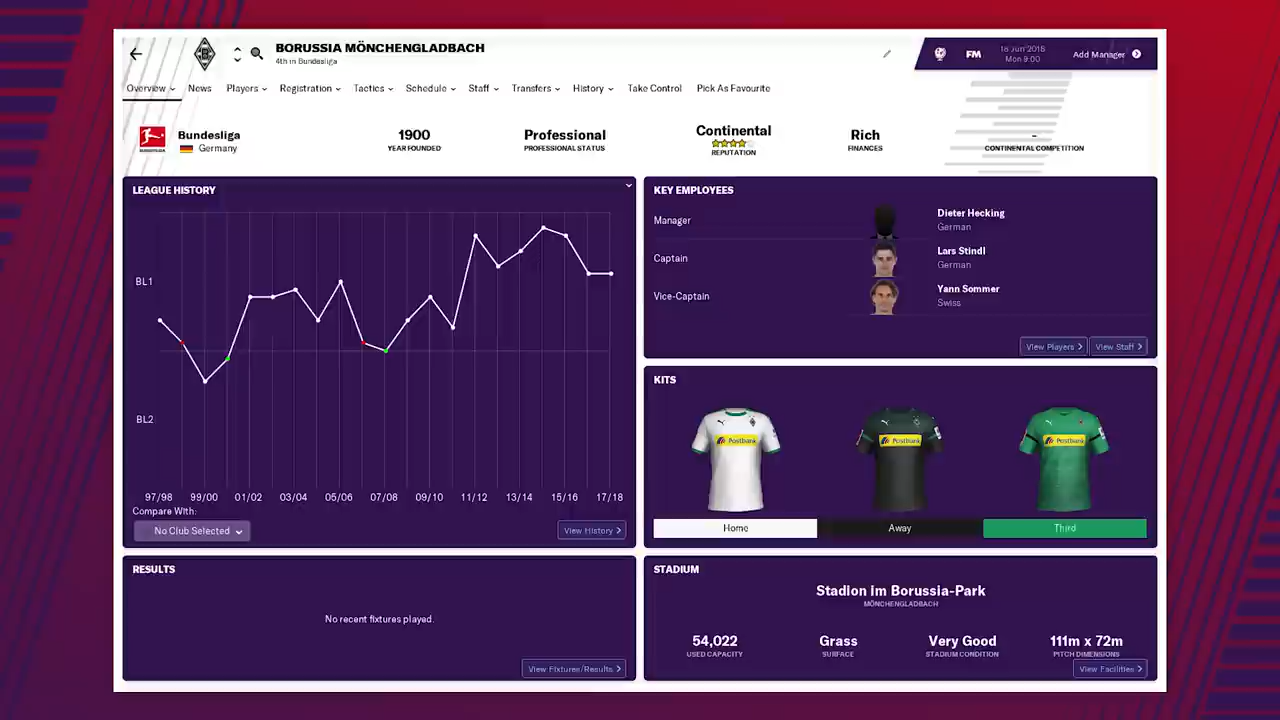 BORUSSIA MÖNCHENGLADBACH
4th in Bundesliga
FM
18 Jun 2018
Mon 9:00
Add Manager
Overview News Players Registration Tactics Schedule Staff Transfers History Take Control Pick As Favourite
Bundesliga
Germany
1900
YEAR FOUNDED
Professional
PROFESSIONAL STATUS
Continental
REPUTATION
Rich
FINANCES
-
CONTINENTAL COMPETITION
LEAGUE HISTORY
BL1
BL2
97/98 99/00 01/02 03/04 05/06 07/08 09/10 11/12 13/14 15/16 17/18
Compare With:
No Club Selected
View History
KEY EMPLOYEES
Manager
Dieter Hecking
German
Captain
Lars Stindl
German
Vice-Captain
Yann Sommer
Swiss
View Players
View Staff
KITS
Postbank
Postbank
Postbank
Home Away Third
RESULTS
No recent fixtures played.
View Fixtures/Results
STADIUM
Stadion im Borussia-Park
MÖNCHENGLADBACH
54,022
USED CAPACITY
Grass
SURFACE
Very Good
STADIUM CONDITION
111m x 72m
PITCH DIMENSIONS
View Facilities